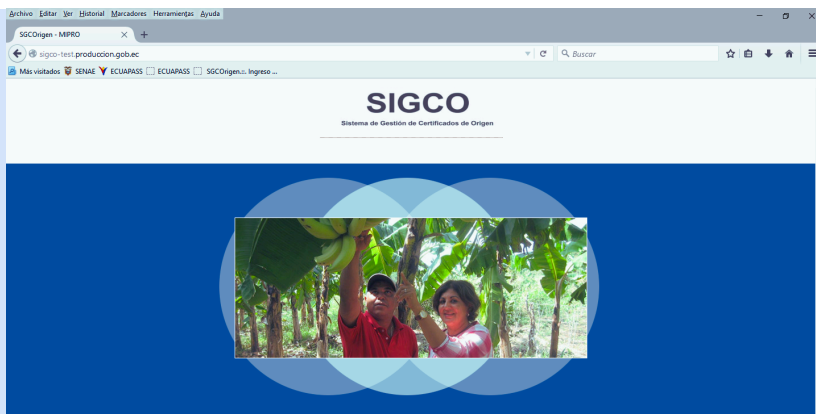 Archivo Editar Ver Historial Marcadores Herramientas Ayuda
SGCOrigen - MIPRO
sigco-test.produccion.gob.ec
Buscar
Más visitados SENAE ECUAPASS ECUAPASS SGCOrigen.::. Ingreso ...
SIGCO
Sistema de Gestión de Certificados de Origen